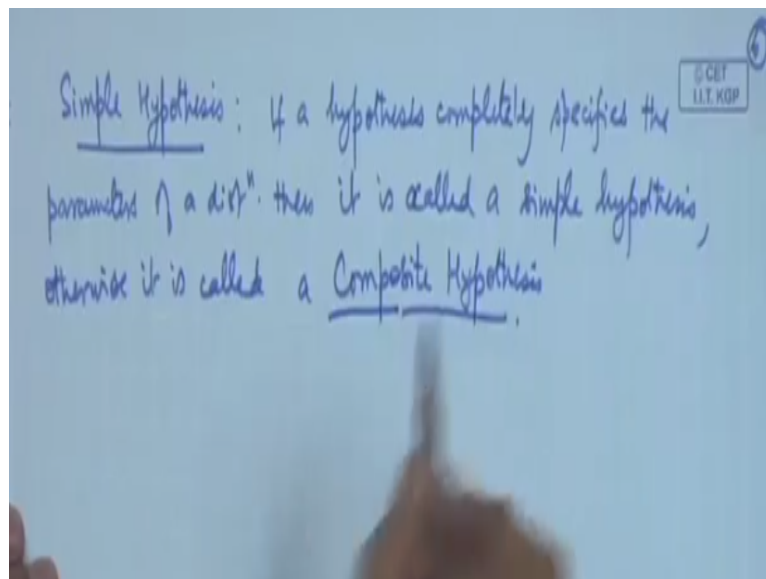 Simple Hypothesis : If a hypothesis completely specifies the
parameters of a distn. then it is called a simple hypothesis,
otherwise it is called a Composite Hypothesis.
© CET
I.I.T. KGP